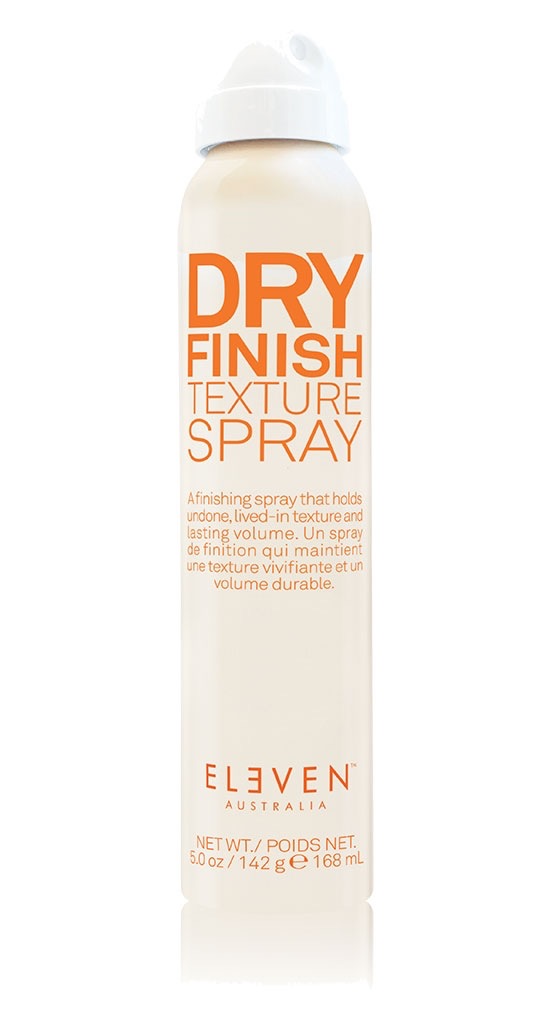 DRY
FINISH
TEXTURE
SPRAY
A finishing spray that holds
undone, lived-in texture and
lasting volume. Un spray
de finition qui maintient
une texture vivifiante et un
volume durable.
ELƎVEN™
AUSTRALIA
NET WT./ POIDS NET.
5.0 oz / 142 g ℮ 168 mL